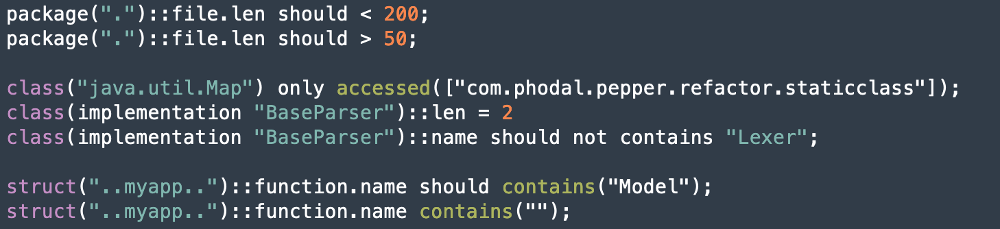 package(".")::file.len should < 200;
package(".")::file.len should > 50;
class("java.util.Map") only accessed(["com.phodal.pepper.refactor.staticclass"]);
class(implementation "BaseParser")::len = 2
class(implementation "BaseParser")::name should not contains "Lexer";
struct("..myapp..")::function.name should contains("Model");
struct("..myapp..")::function.name contains("");